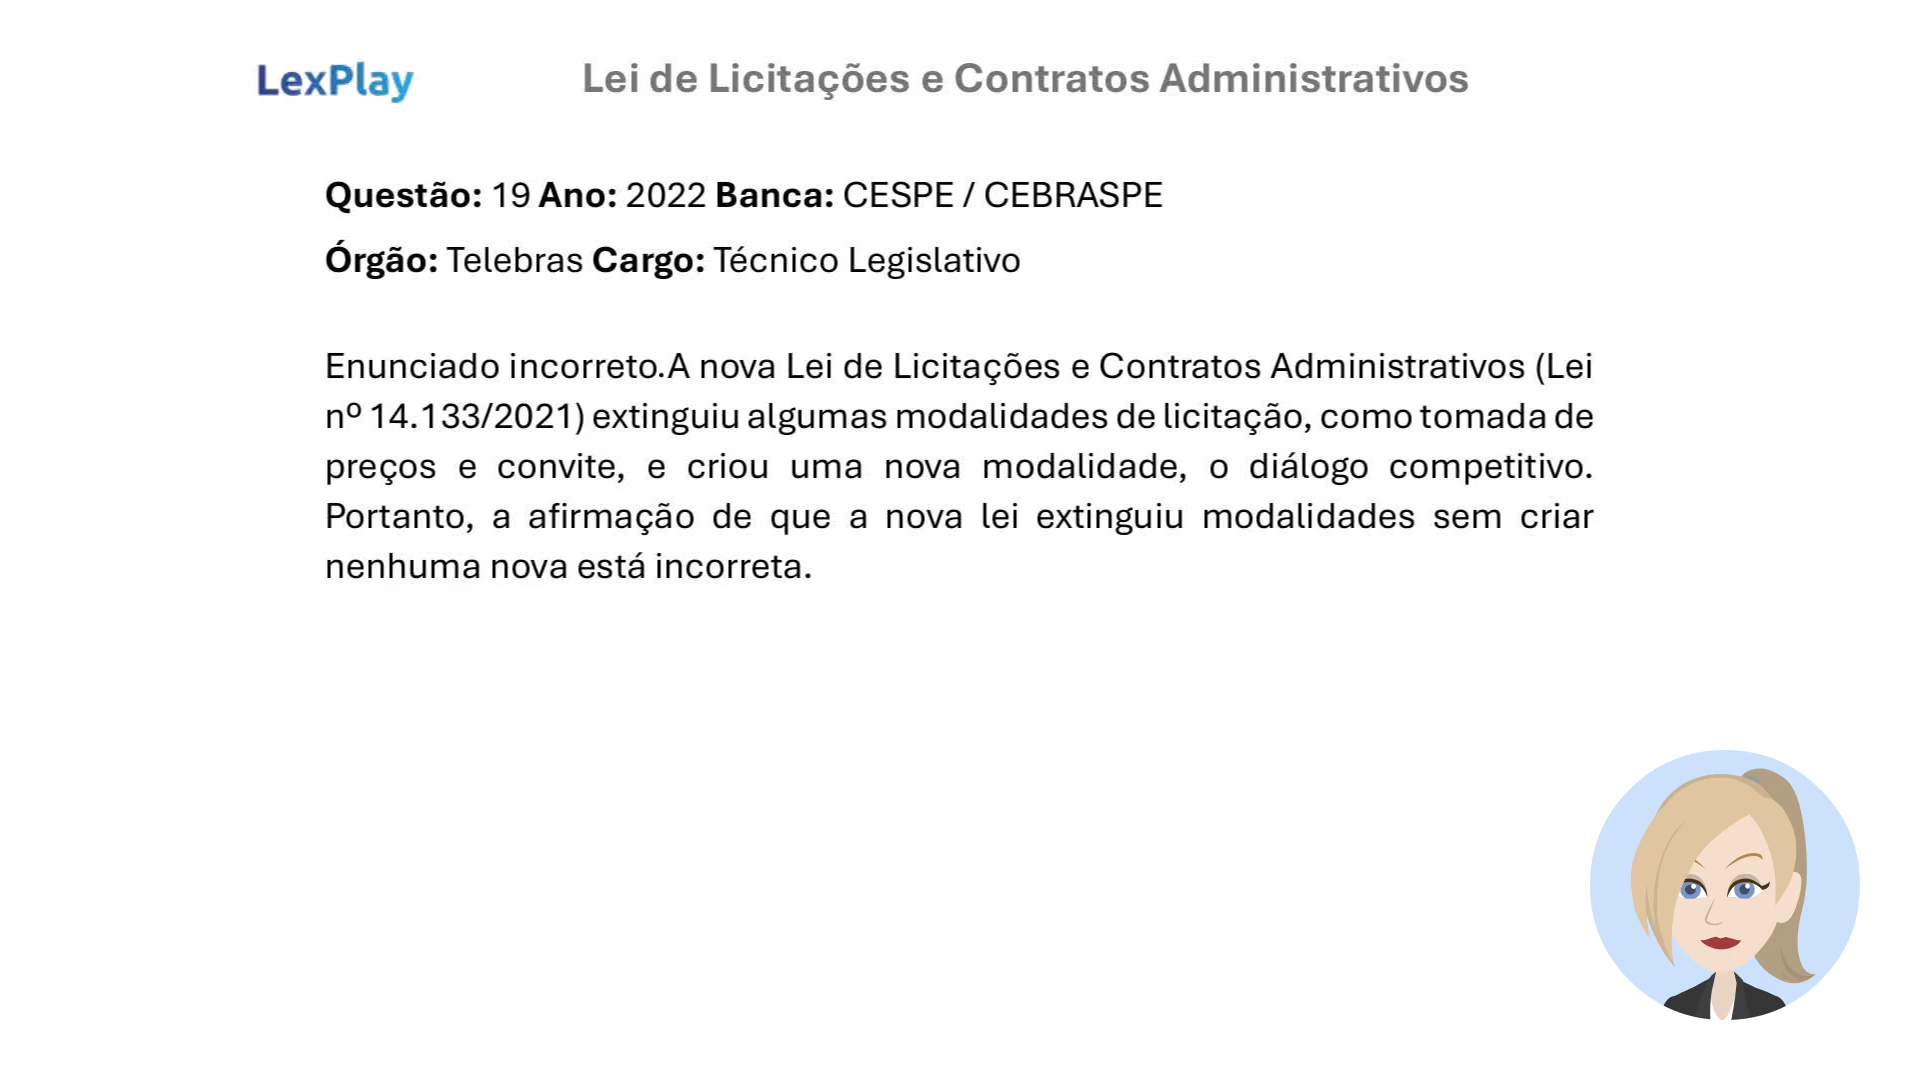 LexPlay
Lei de Licitações e Contratos Administrativos
Questão: 19 Ano: 2022 Banca: CESPE / CEBRASPE
Órgão: Telebras Cargo: Técnico Legislativo
Enunciado incorreto.A nova Lei de Licitações e Contratos Administrativos (Lei
nº 14.133/2021) extinguiu algumas modalidades de licitação, como tomada de
preços e convite, e criou uma nova modalidade, o diálogo competitivo.
Portanto, a afirmação de que a nova lei extinguiu modalidades sem criar
nenhuma nova está incorreta.